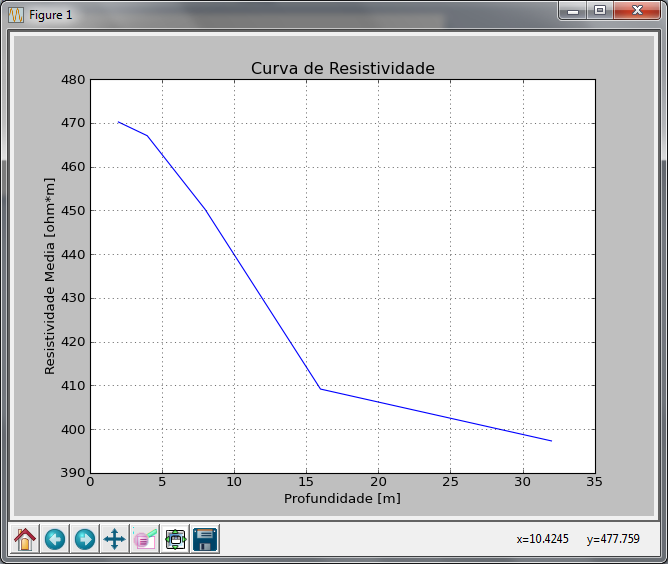 Figure 1
Curva de Resistividade
480
470
460
450
440
430
420
410
400
390
Resistividade Media [ohm*m]
0 5 10 15 20 25 30 35
Profundidade [m]
x=10.4245 y=477.759